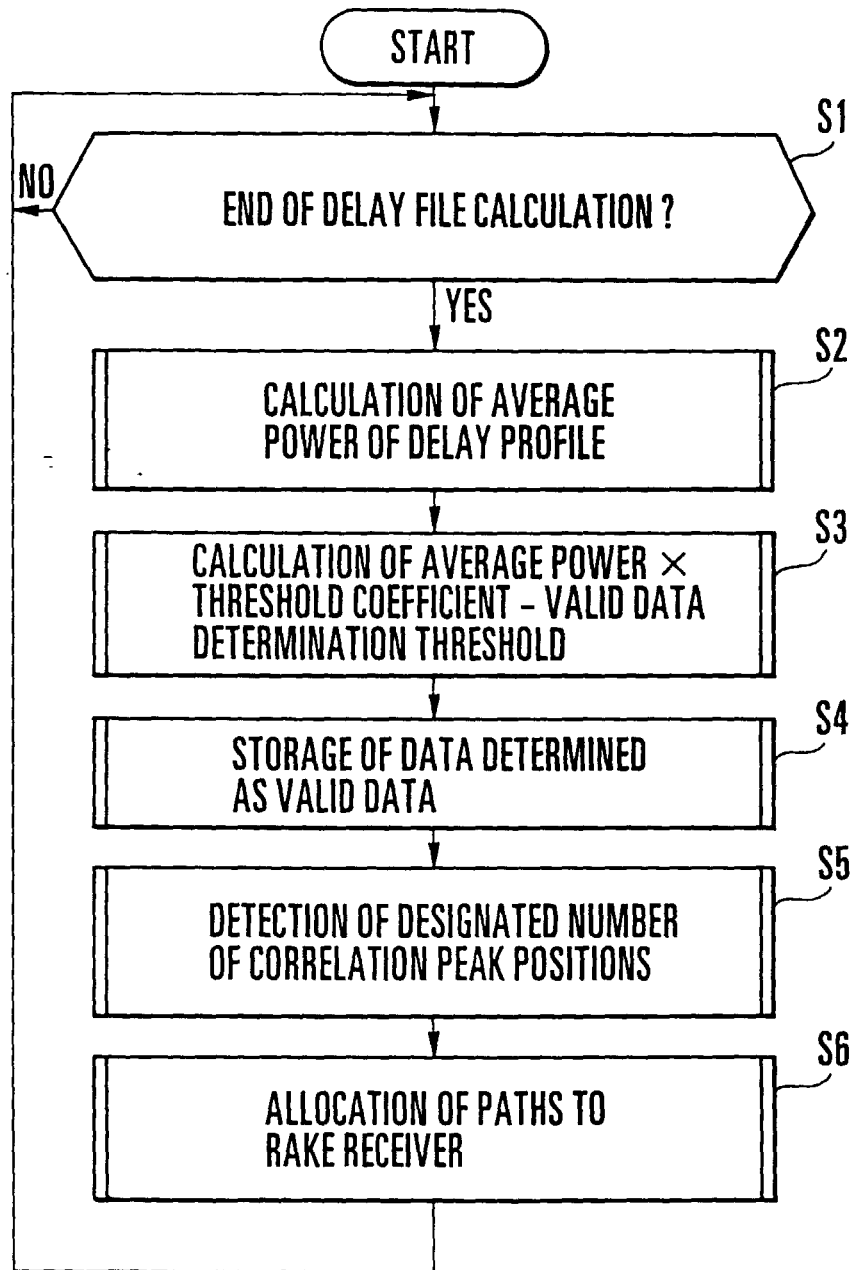 START
S1
NO
END OF DELAY FILE CALCULATION ?
YES
S2
CALCULATION OF AVERAGE
POWER OF DELAY PROFILE
S3
CALCULATION OF AVERAGE POWER ×
THRESHOLD COEFFICIENT – VALID DATA
DETERMINATION THRESHOLD
S4
STORAGE OF DATA DETERMINED
AS VALID DATA
S5
DETECTION OF DESIGNATED NUMBER
OF CORRELATION PEAK POSITIONS
S6
ALLOCATION OF PATHS TO
RAKE RECEIVER